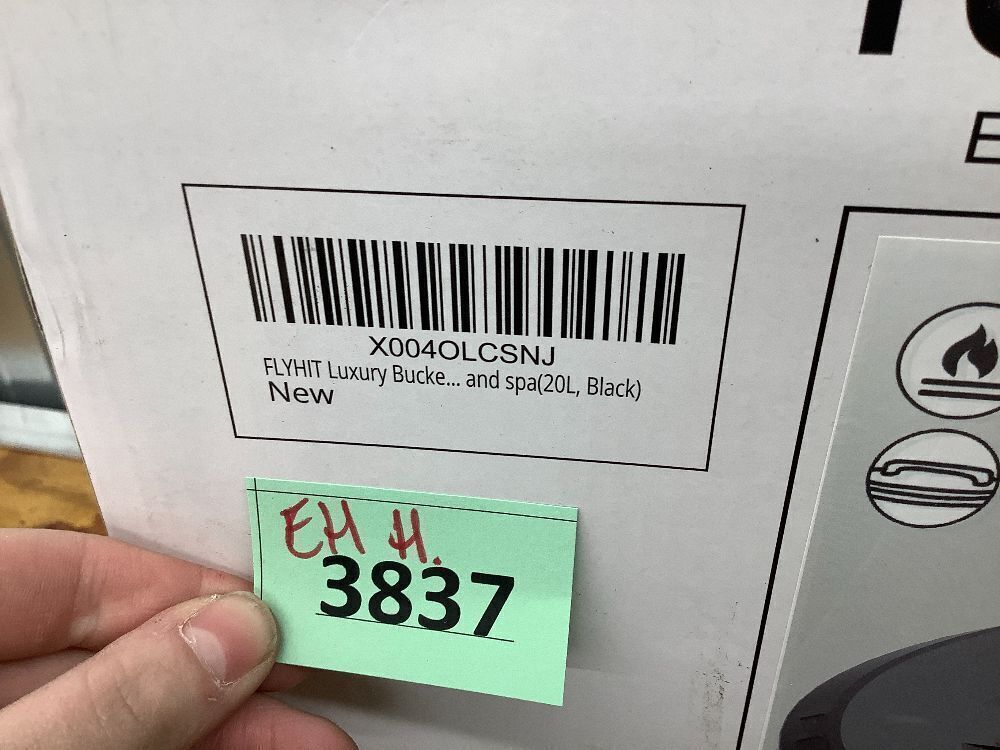 X004OLCSNJ
FLYHIT Luxury Bucke... and spa(20L, Black)
New
EH H.
3837